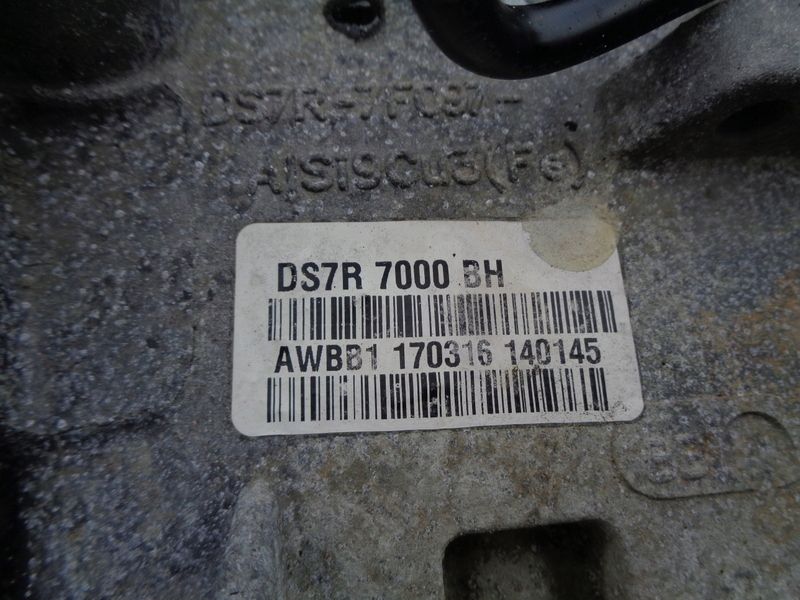 DS7R-7F097-
AlSi9Cu3(Fe)
DS7R 7000 BH
AWBB1 170316 140145